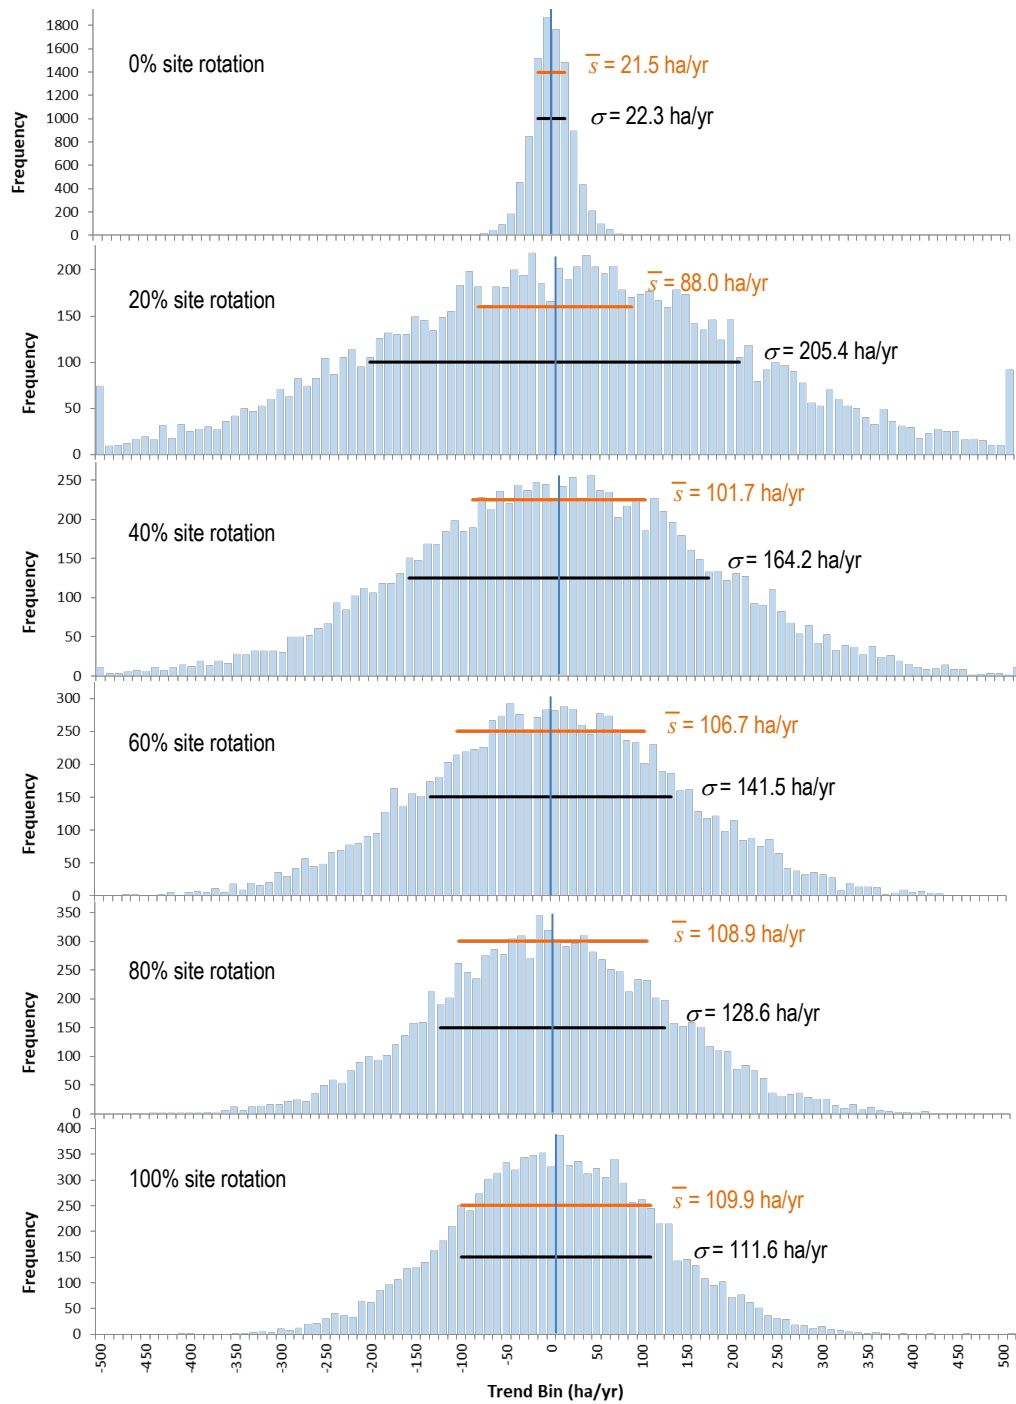 1800
1600
1400
1200
1000
800
600
400
200
0
Frequency
0% site rotation
s̅ = 21.5 ha/yr
σ = 22.3 ha/yr
200
150
100
50
0
Frequency
20% site rotation
s̅ = 88.0 ha/yr
σ = 205.4 ha/yr
250
200
150
100
50
0
Frequency
40% site rotation
s̅ = 101.7 ha/yr
σ = 164.2 ha/yr
300
250
200
150
100
50
0
Frequency
60% site rotation
s̅ = 106.7 ha/yr
σ = 141.5 ha/yr
350
300
250
200
150
100
50
0
Frequency
80% site rotation
s̅ = 108.9 ha/yr
σ = 128.6 ha/yr
400
350
300
250
200
150
100
50
0
Frequency
100% site rotation
s̅ = 109.9 ha/yr
σ = 111.6 ha/yr
-500 -450 -400 -350 -300 -250 -200 -150 -100 -50 0 50 100 150 200 250 300 350 400 450 500
Trend Bin (ha/yr)